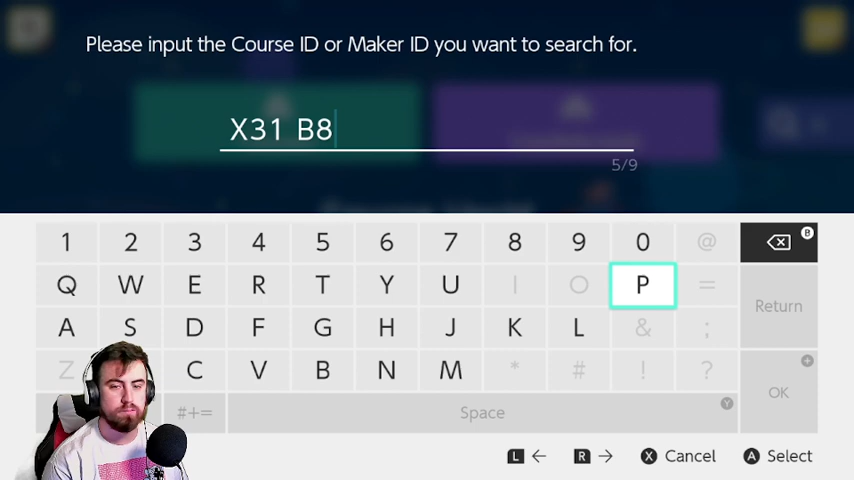 Please input the Course ID or Maker ID you want to search for.
X31 B8
5/9
1 2 3 4 5 6 7 8 9 0 @ B
Q W E R T Y U I O P =
Return
A S D F G H J K L & ;
Z C V B N M * # ! ? +
OK
#+= Space Y
L ← R → X Cancel A Select